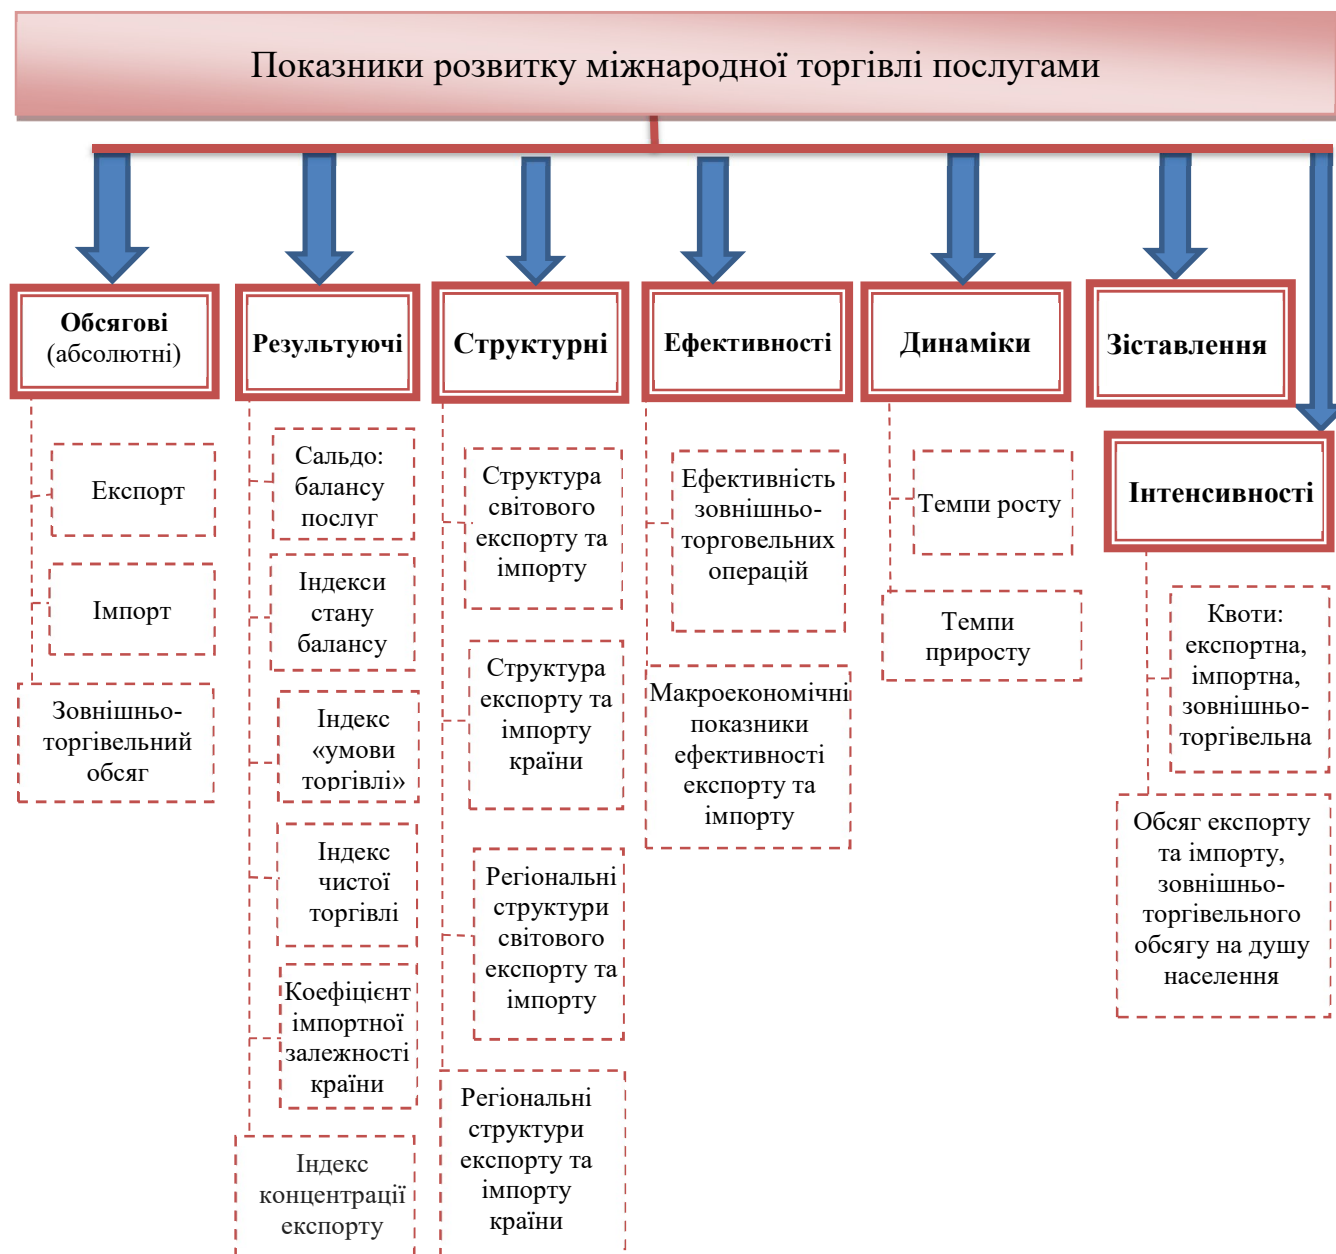 Показники розвитку міжнародної торгівлі послугами
Обсягові
(абсолютні)
Експорт
Імпорт
Зовнішньо-
торгівельний
обсяг
Результуючі
Сальдо:
балансу
послуг
Індекси
стану
балансу
Індекс
«умови
торгівлі»
Індекс
чистої
торгівлі
Коефіцієнт
імпортної
залежності
країни
Індекс
концентрації
експорту
Структурні
Структура
світового
експорту та
імпорту
Структура
експорту та
імпорту
країни
Регіональні
структури
світового
експорту та
імпорту
Регіональні
структури
експорту та
імпорту
країни
Ефективності
Ефективність
зовнішньо-
торговельних
операцій
Макроекономічні
показники
ефективності
експорту та
імпорту
Динаміки
Темпи росту
Темпи
приросту
Зіставлення
Інтенсивності
Квоти:
експортна,
імпортна,
зовнішньо-
торгівельна
Обсяг експорту
та імпорту,
зовнішньо-
торгівельного
обсягу на душу
населення